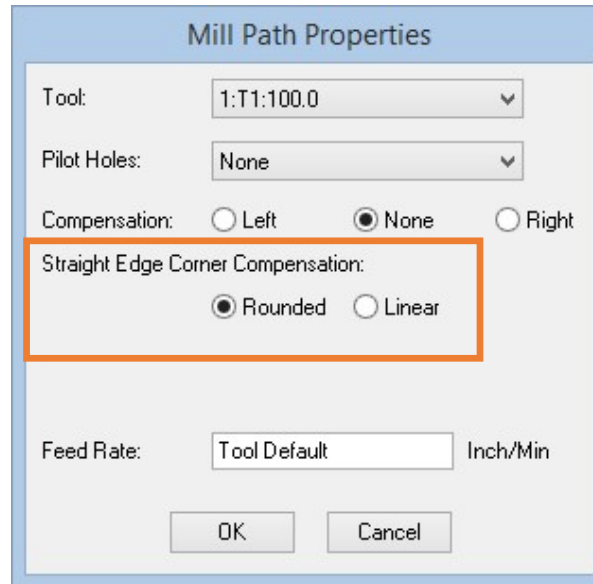 Mill Path Properties
Tool: 1:T1:100.0
Pilot Holes: None
Compensation: Left None Right
Straight Edge Corner Compensation:
Rounded Linear
Feed Rate: Tool Default Inch/Min
OK Cancel